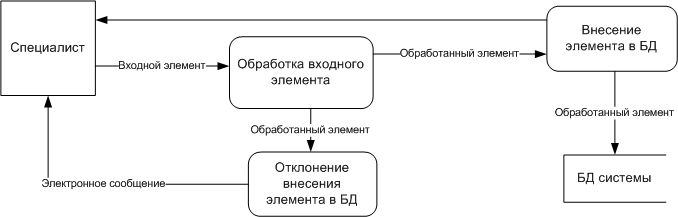 Специалист
Внесение
элемента в БД
Входной элемент
Обработка входного
элемента
Обработанный элемент
Обработанный элемент
Обработанный элемент
Электронное сообщение
Отклонение
внесения
элемента в БД
БД системы